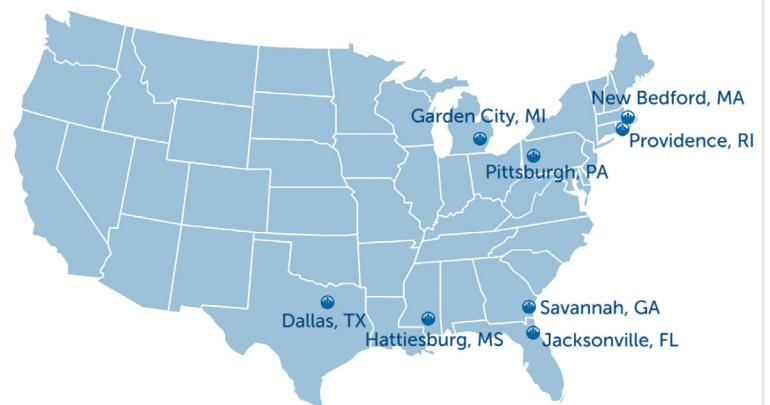 New Bedford, MA
Garden City, MI
Providence, RI
Pittsburgh, PA
Savannah, GA
Dallas, TX
Hattiesburg, MS
Jacksonville, FL